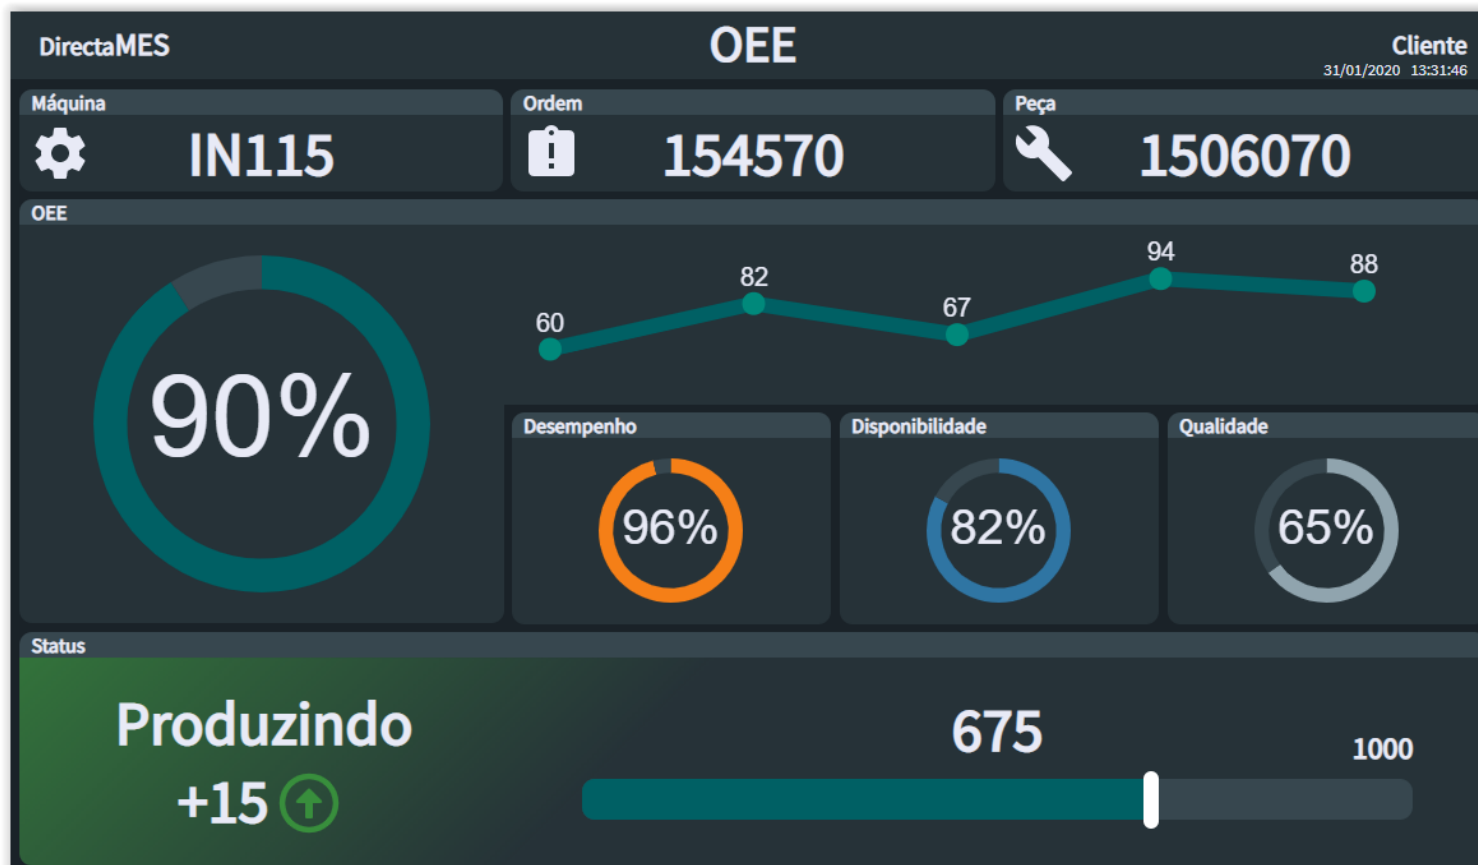 DirectaMES
OEE
Cliente
31/01/2020 13:31:46
Máquina
IN115
Ordem
154570
Peça
1506070
OEE
90%
60
82
67
94
88
Desempenho
96%
Disponibilidade
82%
Qualidade
65%
Status
Produzindo
+15
675
1000